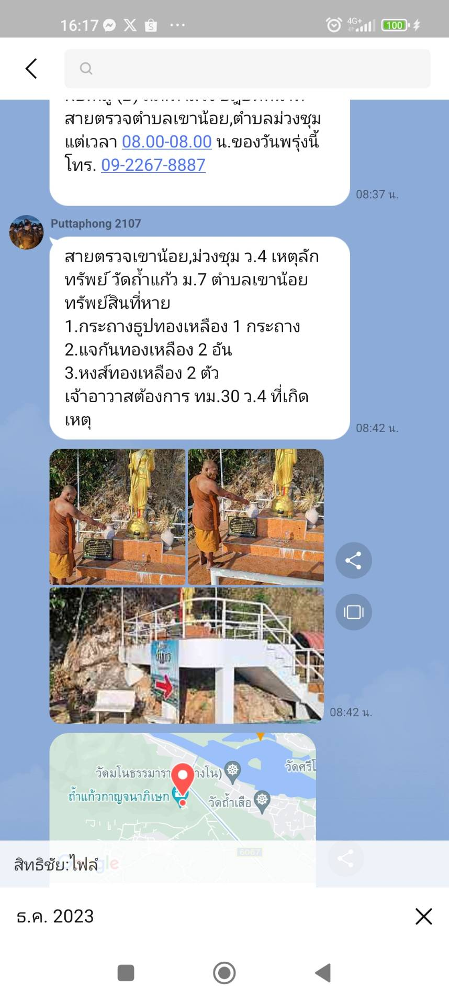 16:17
4G+
100
สายตรวจตำบลเขาน้อย,ตำบลม่วงชุม
แต่เวลา 08.00-08.00 น.ของวันพรุ่งนี้
โทร. 09-2267-8887
08:37 น.
Puttaphong 2107
สายตรวจเขาน้อย,ม่วงชุม ว.4 เหตุลัก
ทรัพย์ วัดถ้ำแก้ว ม.7 ตำบลเขาน้อย
ทรัพย์สินที่หาย
1.กระถางธูปทองเหลือง 1 กระถาง
2.แจกันทองเหลือง 2 อัน
3.หงส์ทองเหลือง 2 ตัว
เจ้าอาวาสต้องการ ทม.30 ว.4 ที่เกิด
เหตุ
08:42 น.
08:42 น.
วัดมโนธรรมารา างโน)
วัดศรีโ
ถ้ำแก้วกาญจนาภิเษก
วัดถ้ำเสือ
6067
Google
สิทธิชัย:ไฟล์
ธ.ค. 2023